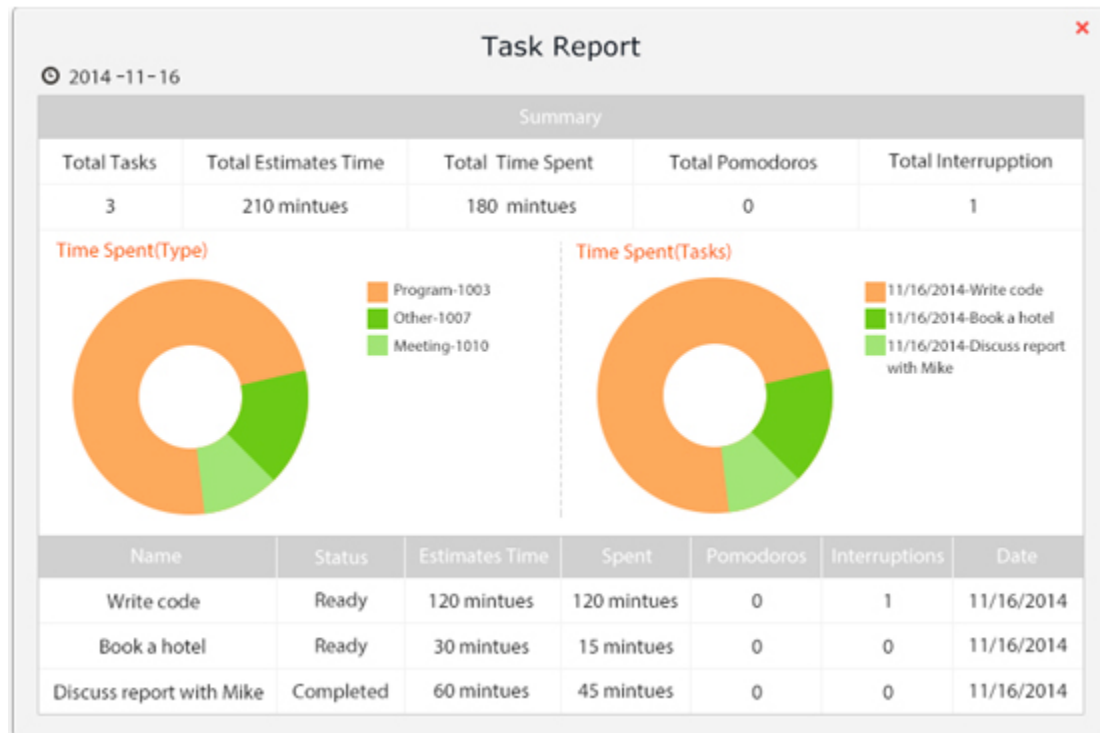 Task Report
2014 -11-16
Summary
Total Tasks Total Estimates Time Total Time Spent Total Pomodoros Total Interrupption
3 210 mintues 180 mintues 0 1
Time Spent(Type) Time Spent(Tasks)
Program-1003 11/16/2014-Write code
Other-1007 11/16/2014-Book a hotel
Meeting-1010 11/16/2014-Discuss report
with Mike
Name Status Estimates Time Spent Pomodoros Interruptions Date
Write code Ready 120 mintues 120 mintues 0 1 11/16/2014
Book a hotel Ready 30 mintues 15 mintues 0 0 11/16/2014
Discuss report with Mike Completed 60 mintues 45 mintues 0 0 11/16/2014